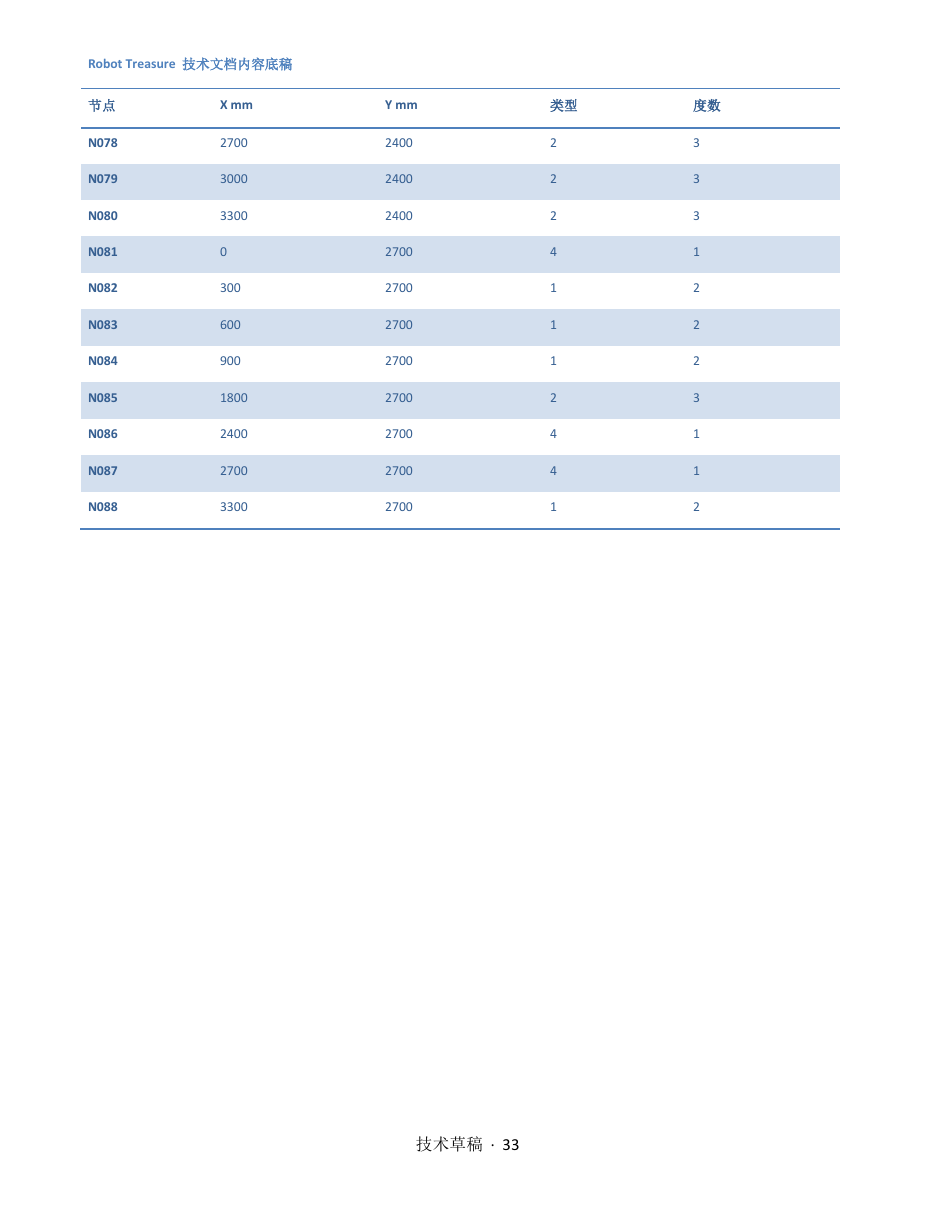 Robot Treasure 技术文档内容底稿
节点 X mm Y mm 类型 度数
N078 2700 2400 2 3
N079 3000 2400 2 3
N080 3300 2400 2 3
N081 0 2700 4 1
N082 300 2700 1 2
N083 600 2700 1 2
N084 900 2700 1 2
N085 1800 2700 2 3
N086 2400 2700 4 1
N087 2700 2700 4 1
N088 3300 2700 1 2
技术草稿 · 33